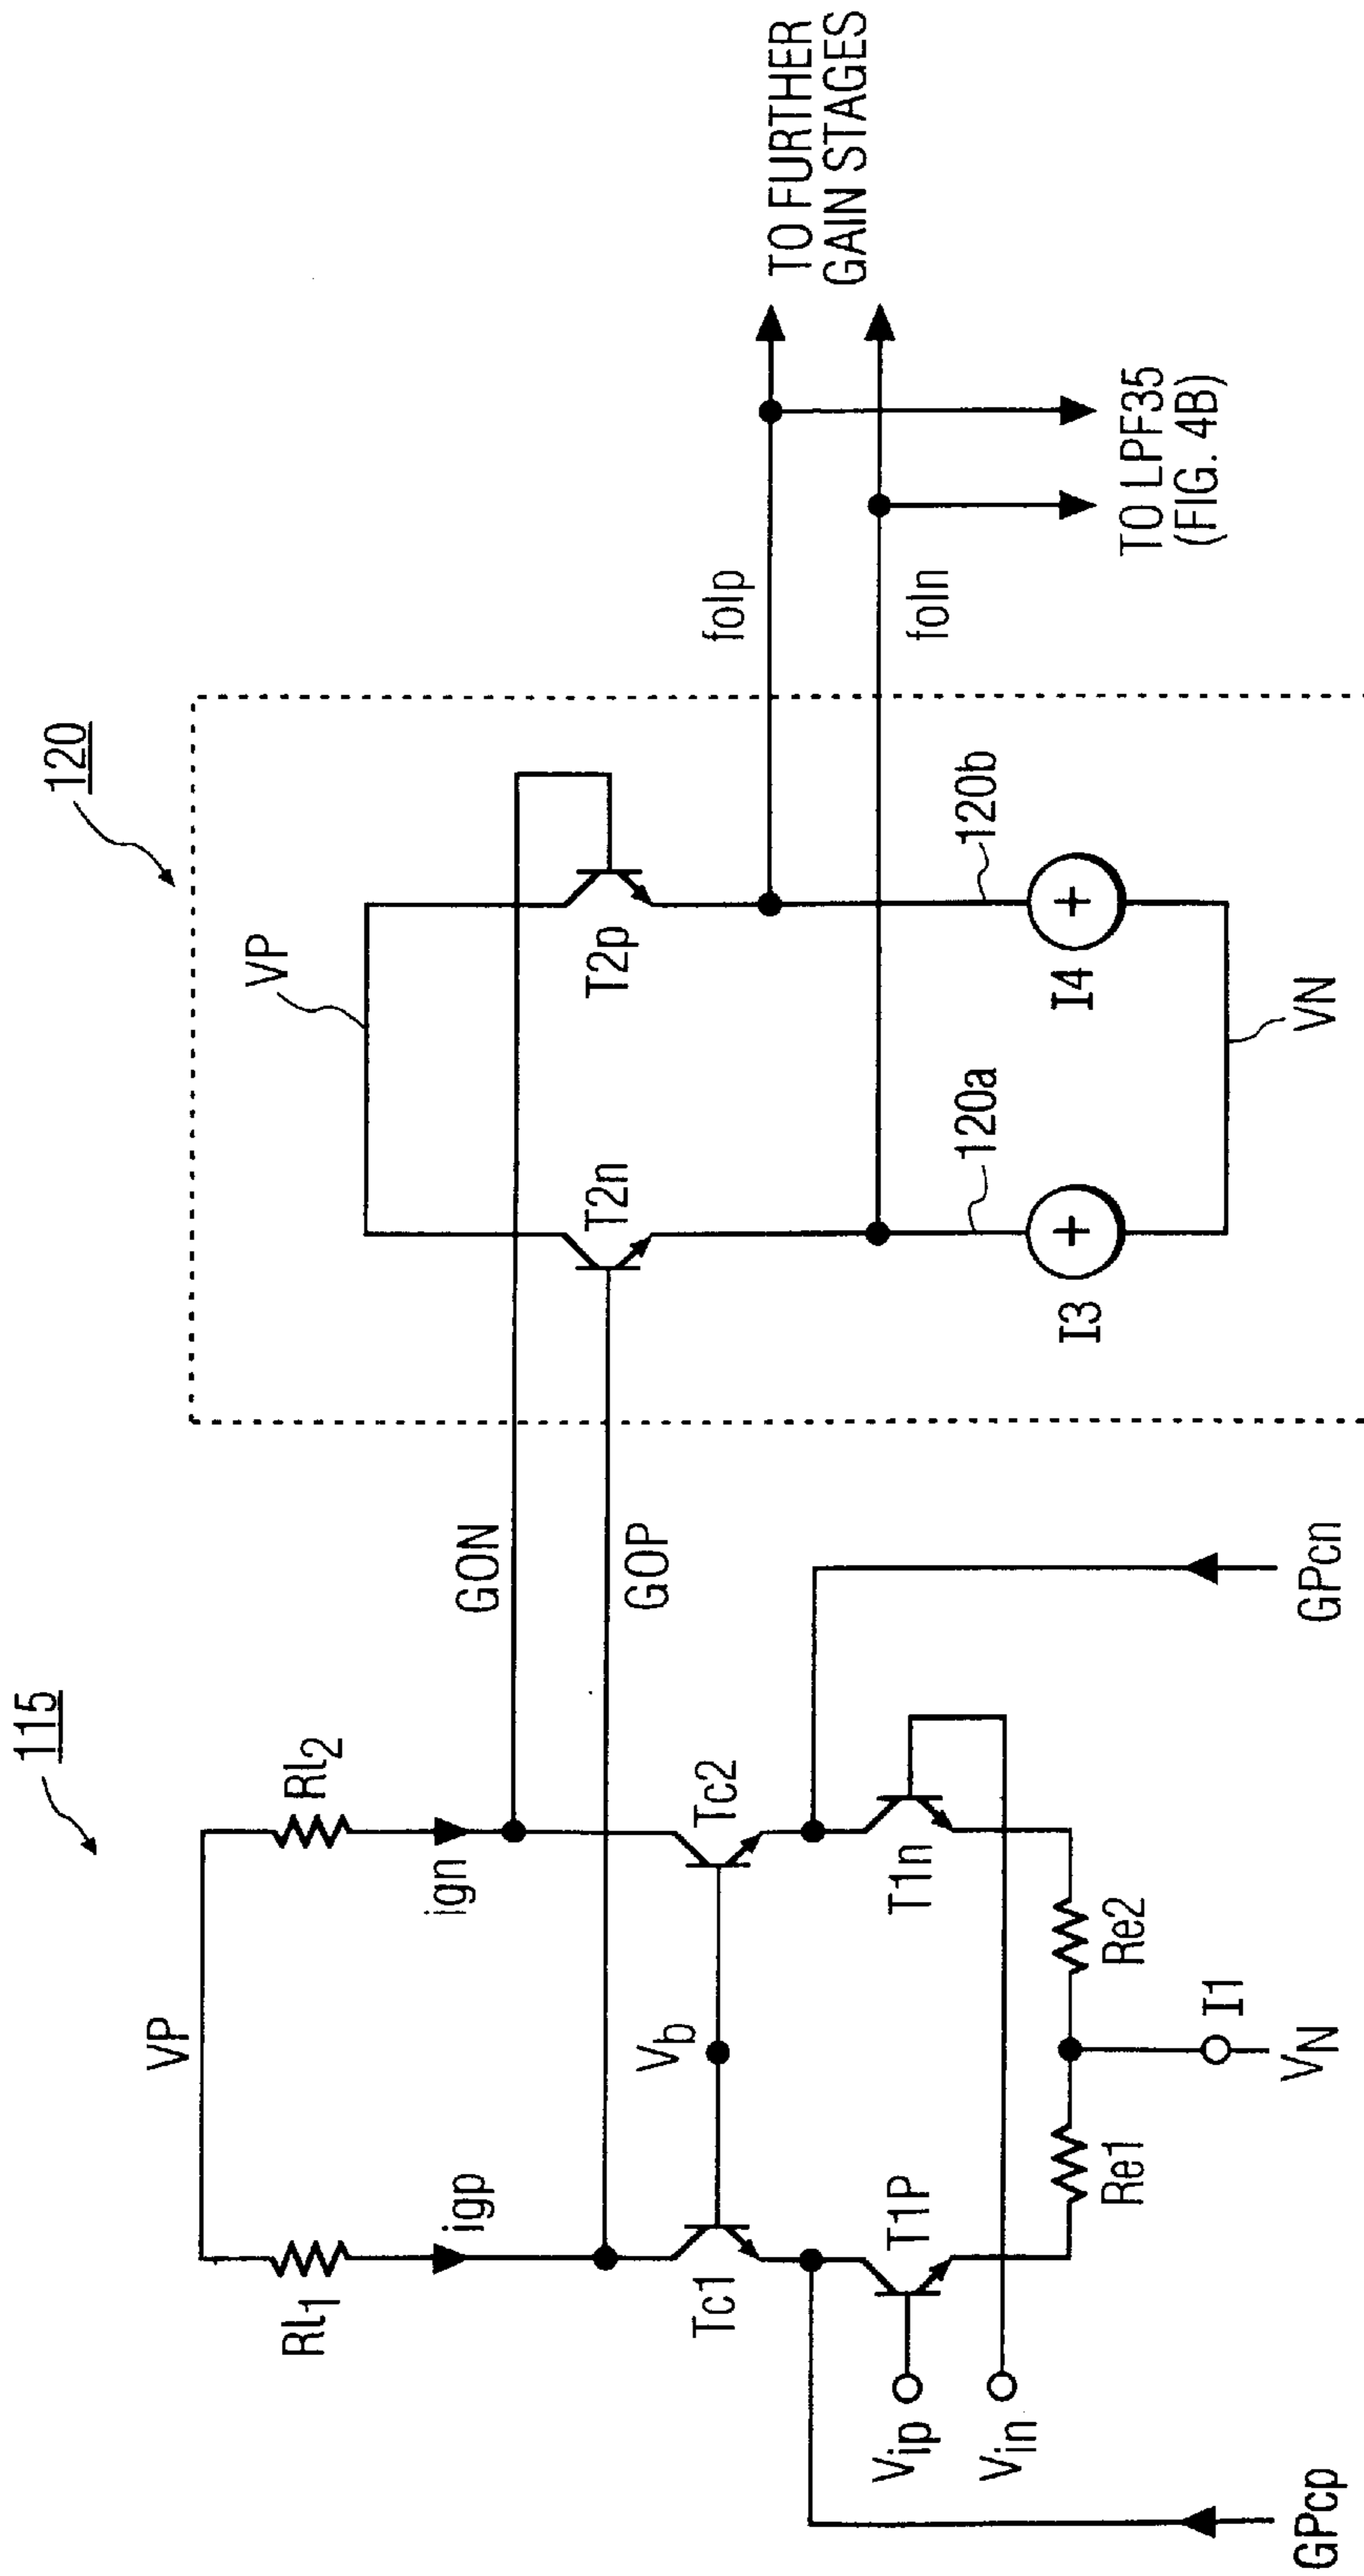 115
120
VP
Rl1
Rl2
igp
ign
GON
GOP
Vb
Tc1
Tc2
T1P
T1n
Vip
Vin
Re1
Re2
I1
VN
GPcp
GPcn
VP
T2n
T2p
120a
120b
I3
I4
VN
folp
foln
TO FURTHER
GAIN STAGES
TO LPF35
(FIG. 4B)